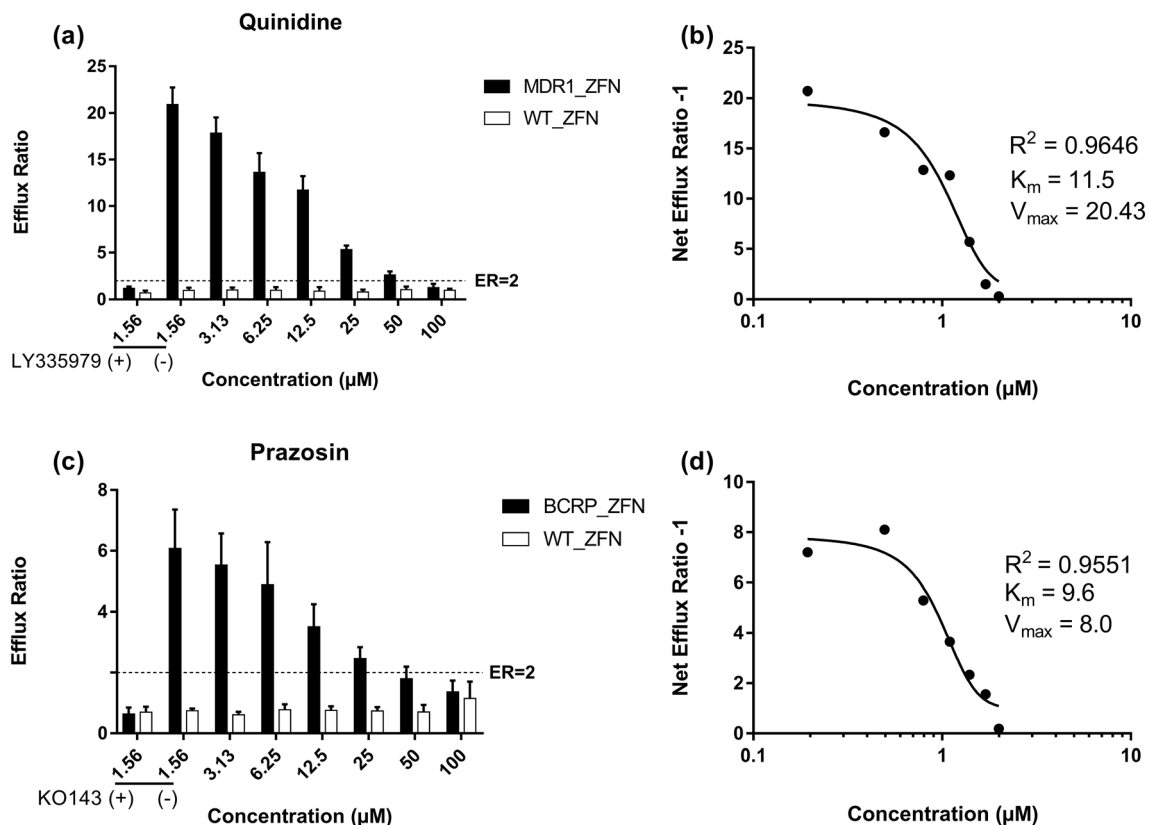 (a)
Quinidine
Efflux Ratio
25
20
15
10
5
0
MDR1_ZFN
WT_ZFN
ER=2
1.56
1.56
3.13
6.25
12.5
25
50
100
LY335979 (+) (-)
Concentration (µM)
(b)
Net Efflux Ratio -1
25
20
15
10
5
0
R² = 0.9646
Kₘ = 11.5
Vₘₐₓ = 20.43
0.1
1
10
Concentration (µM)
(c)
Prazosin
Efflux Ratio
8
6
4
2
0
BCRP_ZFN
WT_ZFN
ER=2
1.56
1.56
3.13
6.25
12.5
25
50
100
KO143 (+) (-)
Concentration (µM)
(d)
Net Efflux Ratio -1
10
8
6
4
2
0
R² = 0.9551
Kₘ = 9.6
Vₘₐₓ = 8.0
0.1
1
10
Concentration (µM)